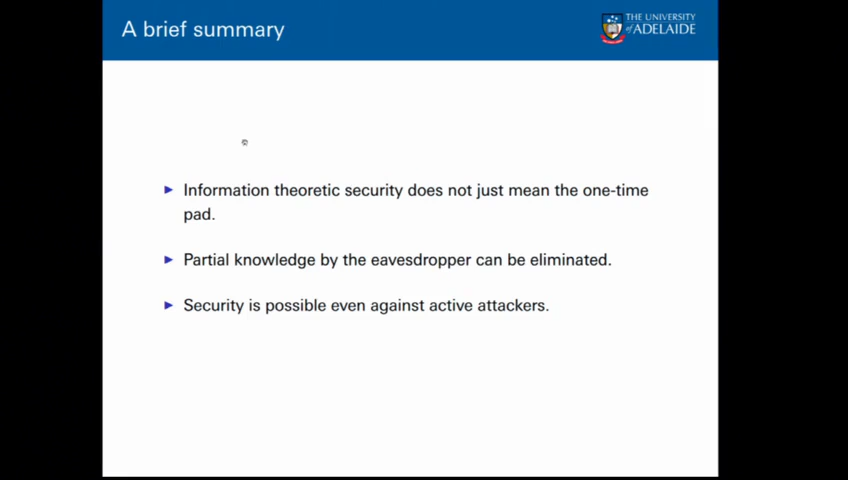 A brief summary
THE UNIVERSITY
of ADELAIDE
▶ Information theoretic security does not just mean the one-time
pad.
▶ Partial knowledge by the eavesdropper can be eliminated.
▶ Security is possible even against active attackers.